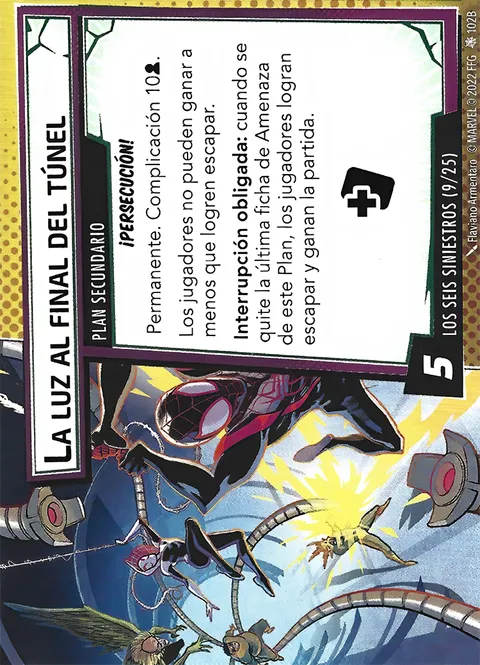 LA LUZ AL FINAL DEL TÚNEL
PLAN SECUNDARIO
¡PERSECUCIÓN!
Permanente. Complicación 10.
Los jugadores no pueden ganar a
menos que logren escapar.
Interrupción obligada: cuando se
quite la última ficha de Amenaza
de este Plan, los jugadores logran
escapar y ganan la partida.
5
LOS SEIS SINIESTROS (9/25)
Flaviano Armentaro © MARVEL © 2022 FFG 102B